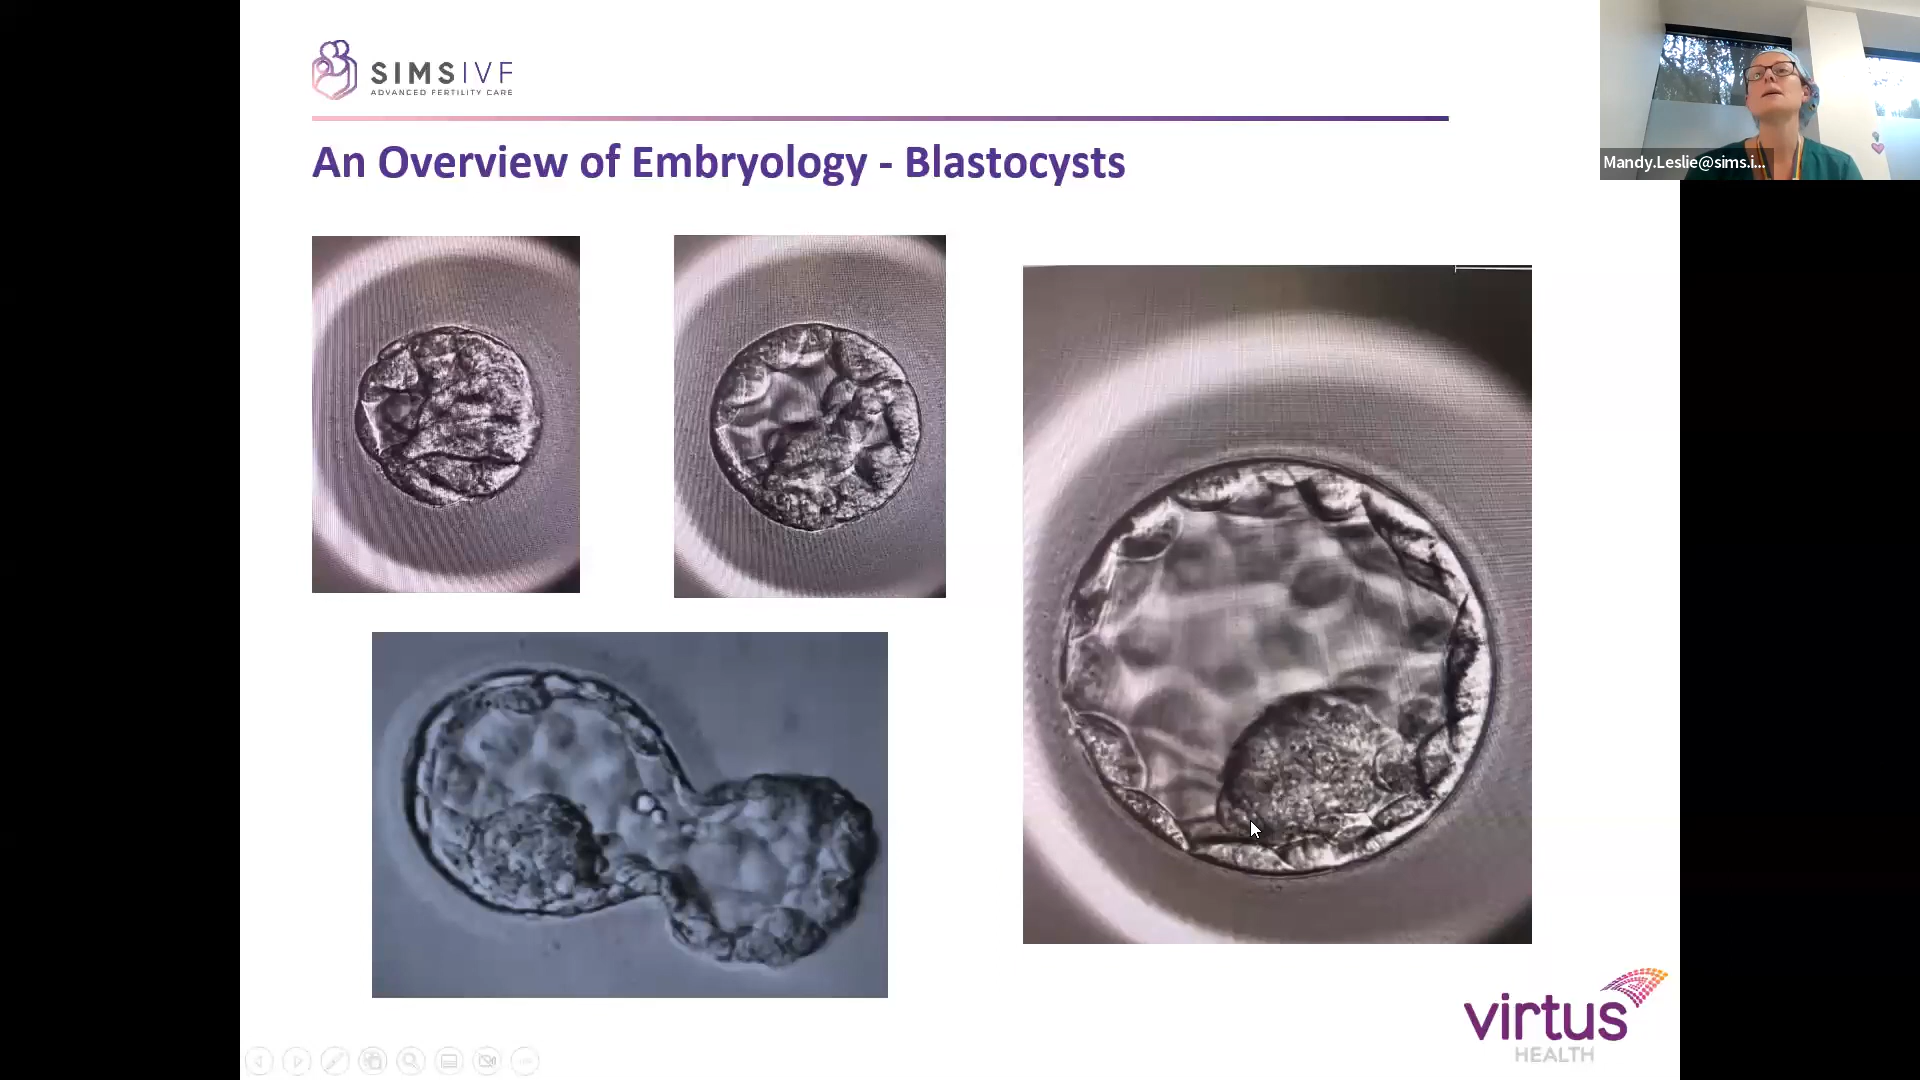 SIMSIVF
ADVANCED FERTILITY CARE
Mandy.Leslie@sims.i...
An Overview of Embryology - Blastocysts
virtus
HEALTH